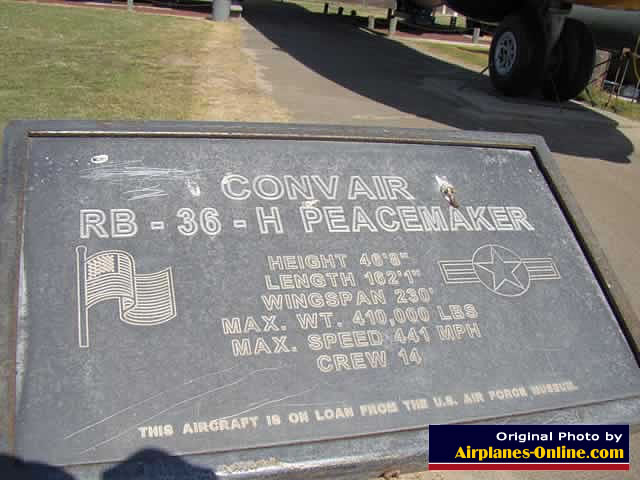 CONVAIR
RB - 36 - H PEACEMAKER
HEIGHT 46'8"
LENGTH 162'1"
WINGSPAN 230'
MAX. WT. 410,000 LBS
MAX. SPEED 441 MPH
CREW 14
THIS AIRCRAFT IS ON LOAN FROM THE U.S. AIR FORCE MUSEUM.
Original Photo by
Airplanes-Online.com